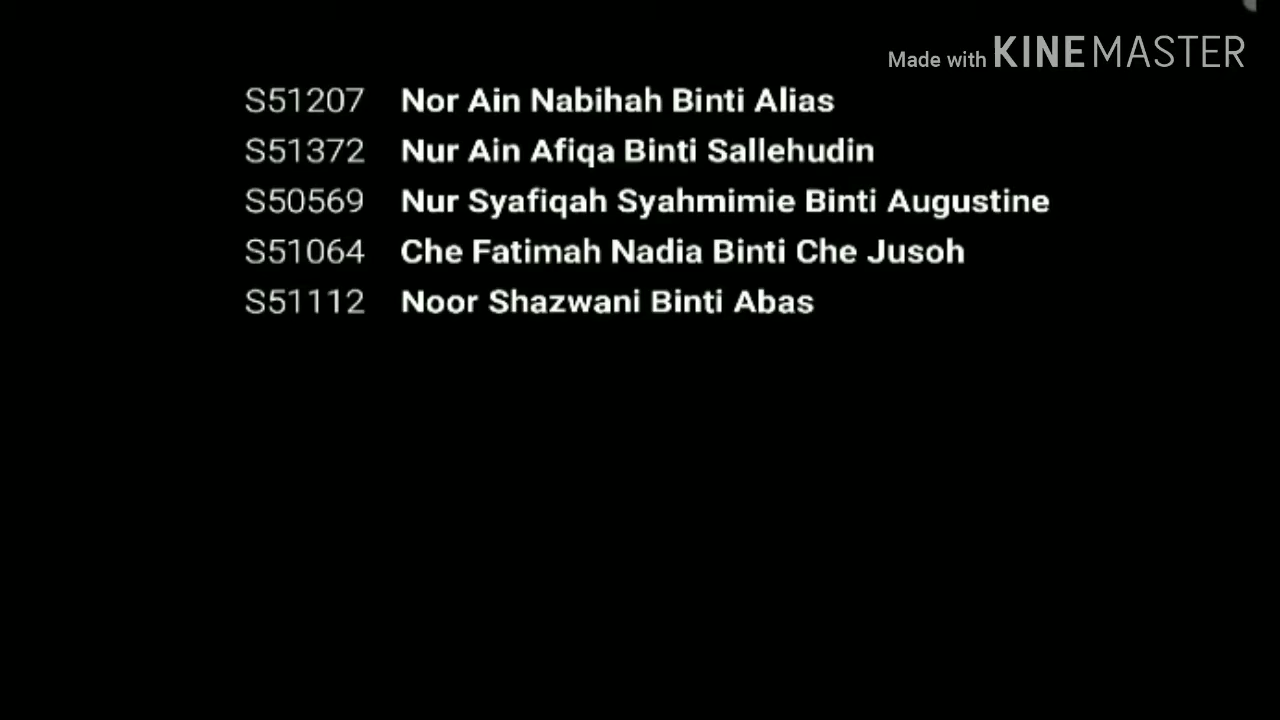 Made with KINEMASTER
S51207 Nor Ain Nabihah Binti Alias
S51372 Nur Ain Afiqa Binti Sallehudin
S50569 Nur Syafiqah Syahmimie Binti Augustine
S51064 Che Fatimah Nadia Binti Che Jusoh
S51112 Noor Shazwani Binti Abas